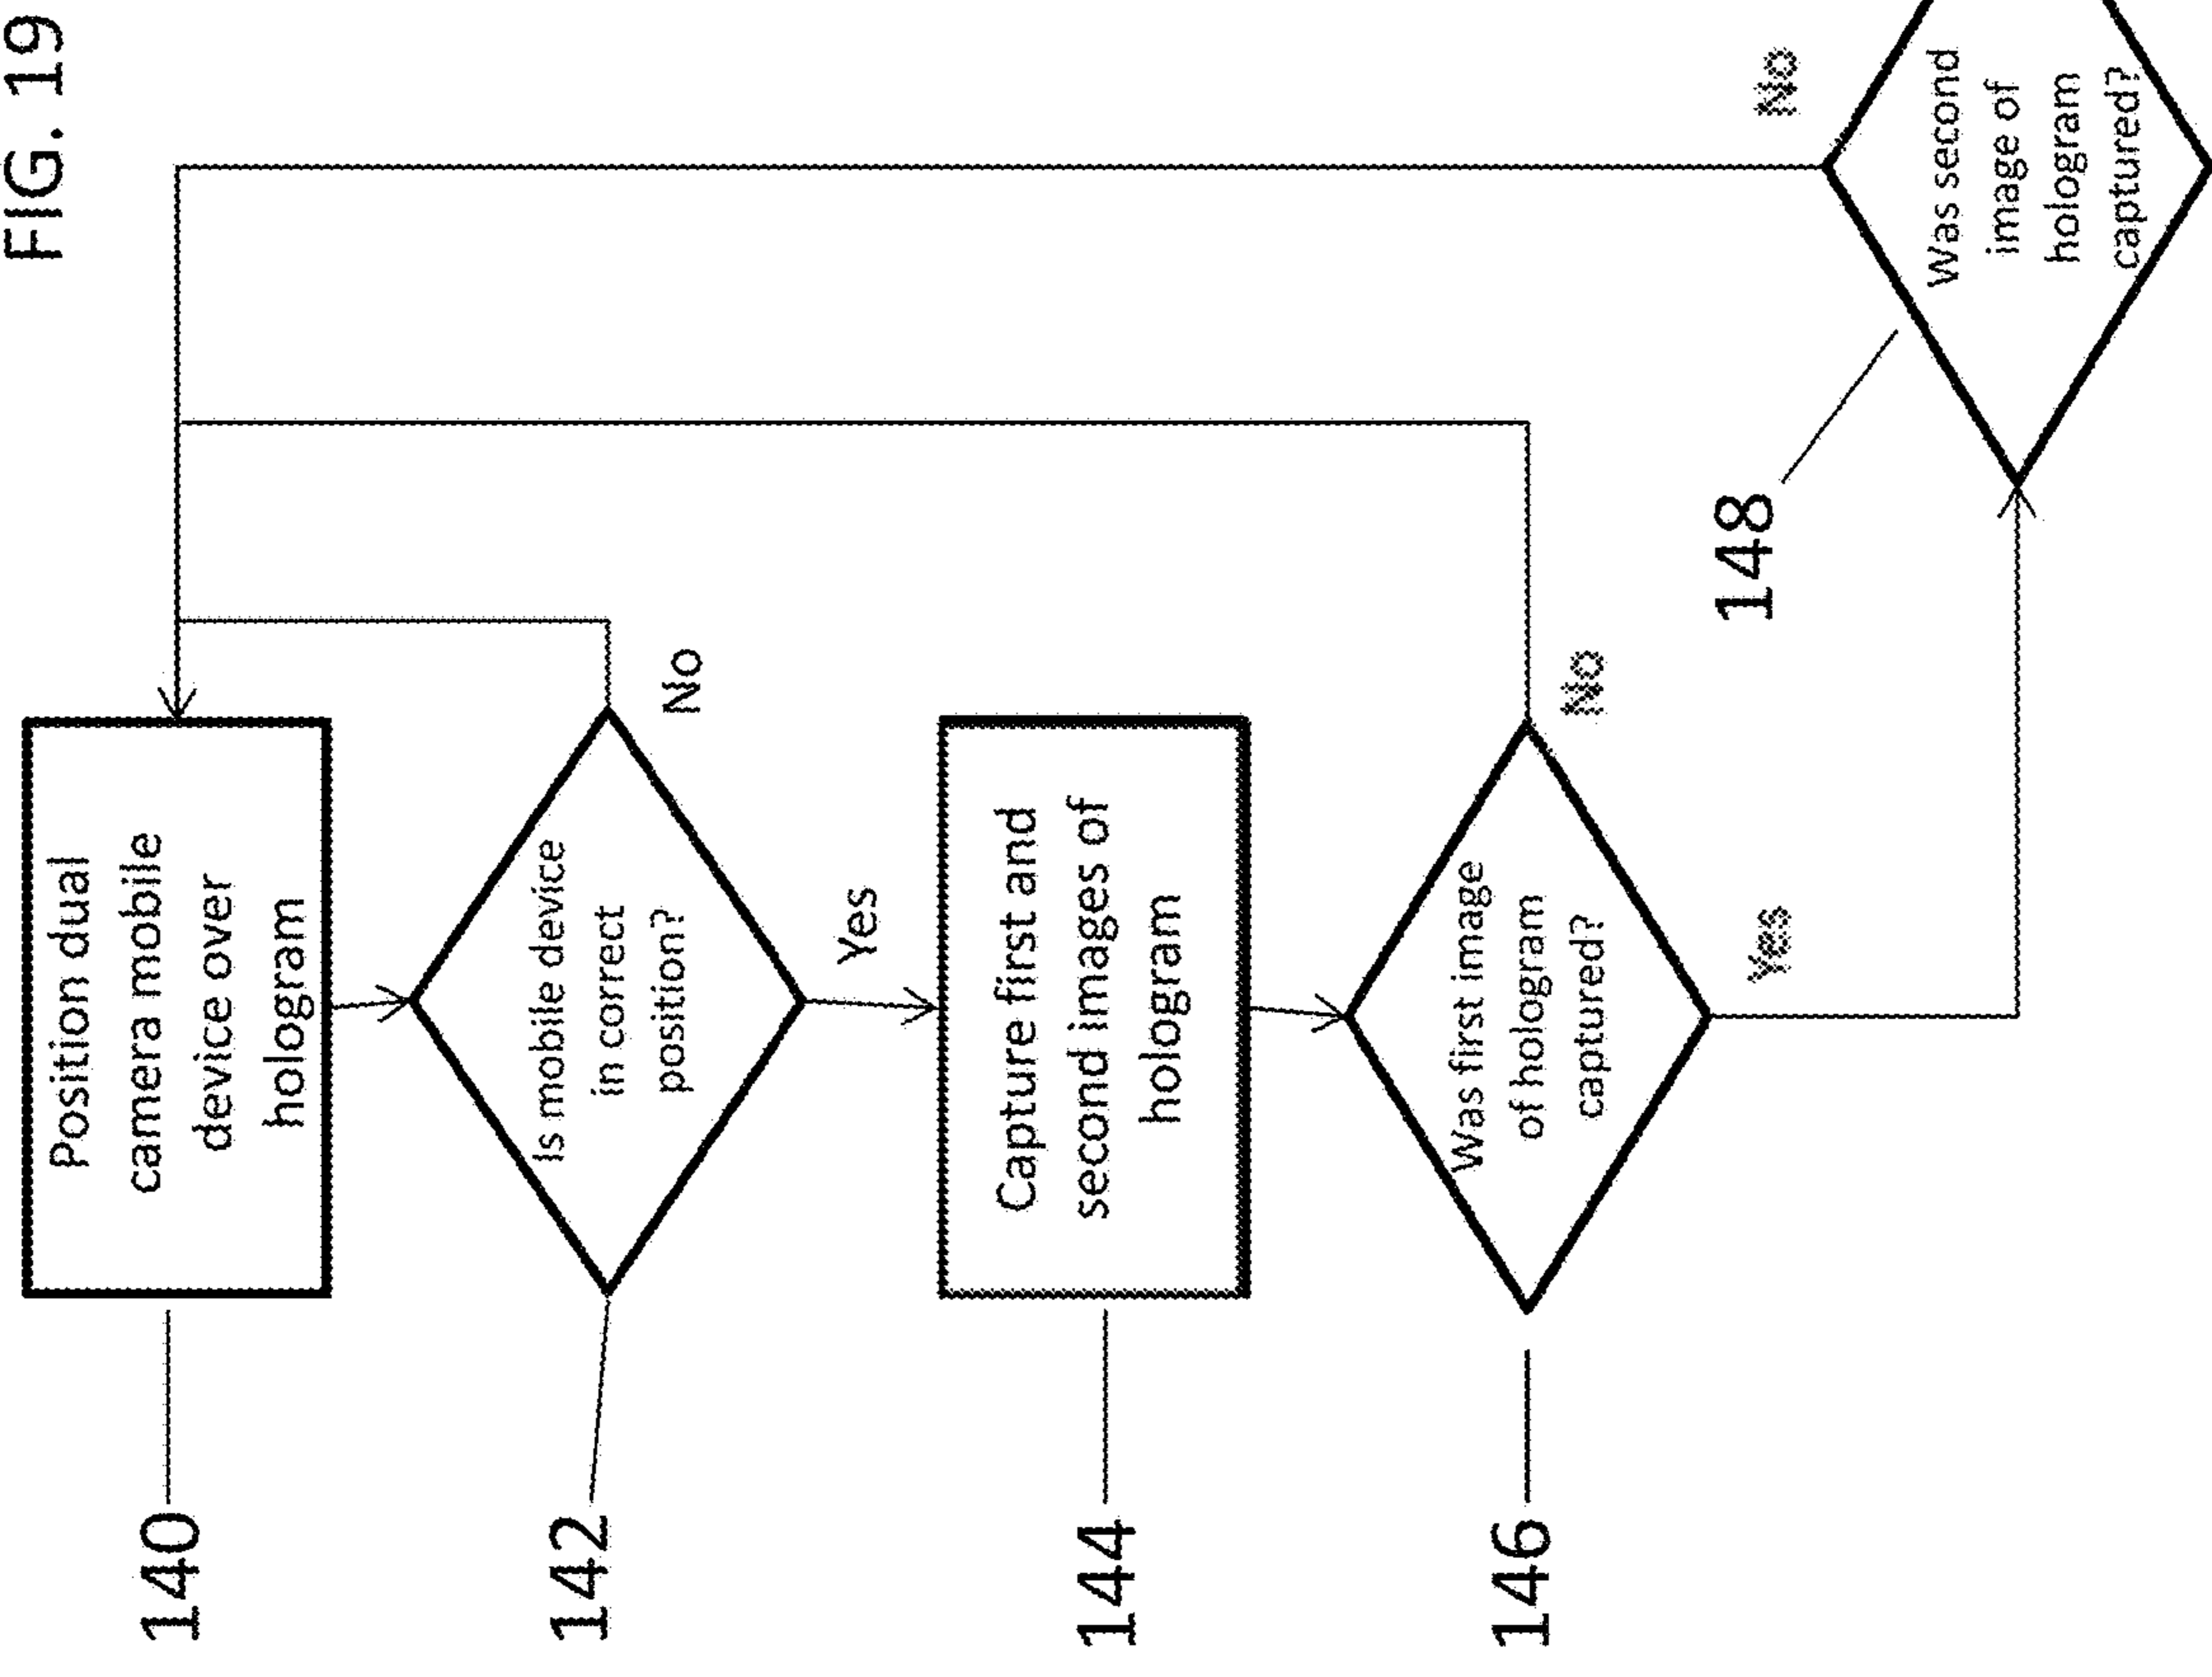 FIG. 19
140
Position dual
camera mobile
device over
hologram
142
Is mobile device
in correct
position?
No
Yes
144
Capture first and
second images of
hologram
146
Was first image
of hologram
captured?
No
Yes
148
Was second
image of
hologram
captured?
No